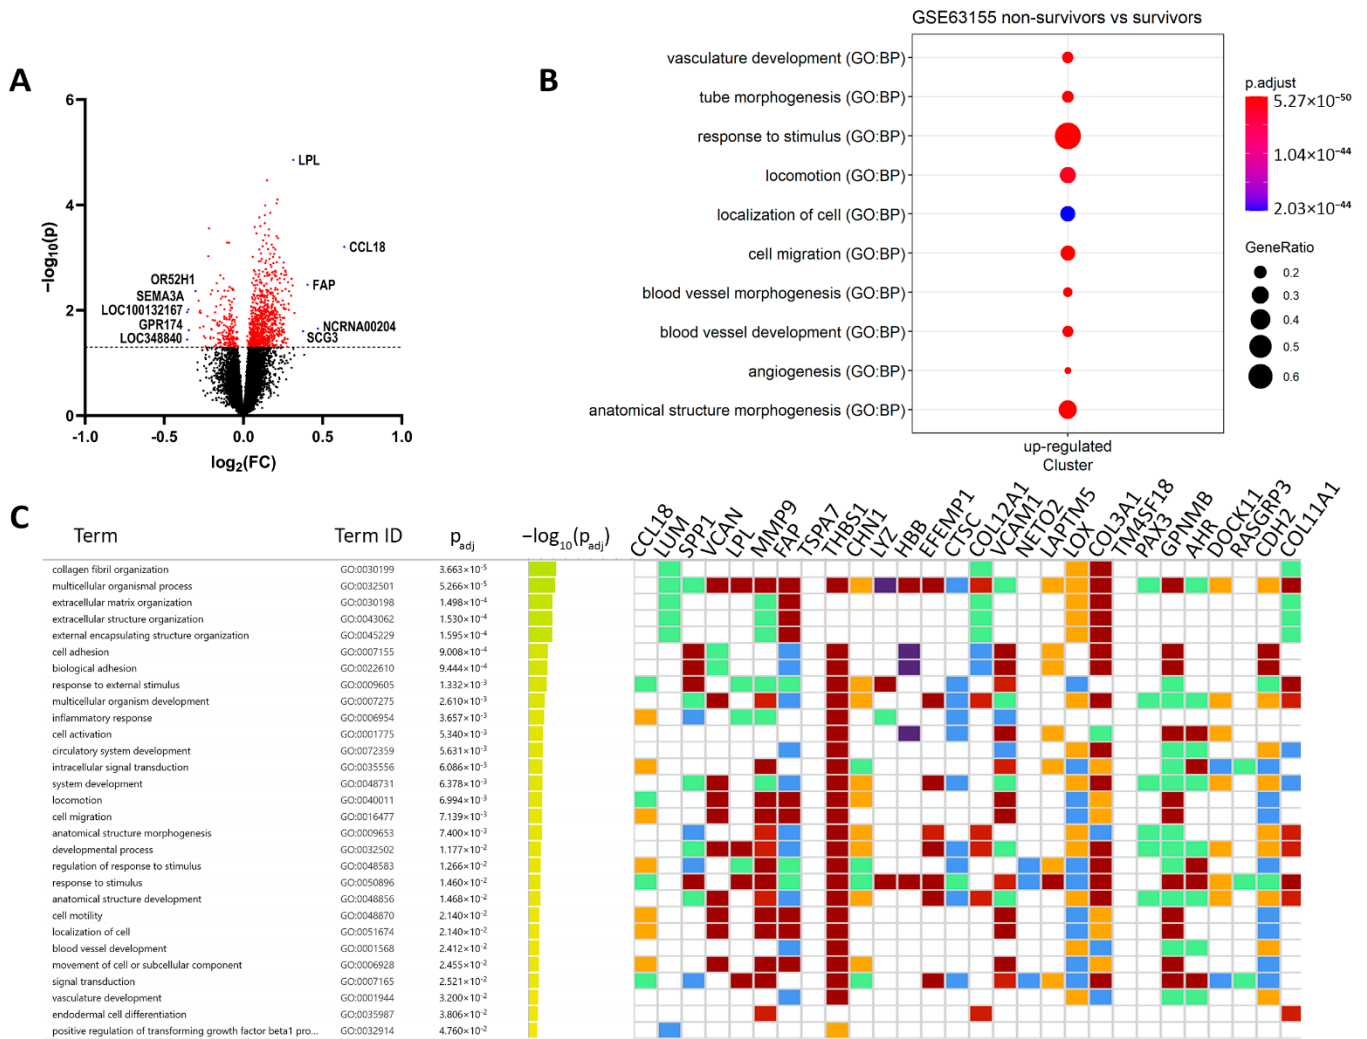 A
6
4
2
0
-1.0
-0.5
0.0
0.5
1.0
−log10(p)
log2(FC)
LPL
CCL18
FAP
NCRNA00204
SCG3
OR52H1
SEMA3A
LOC100132167
GPR174
LOC348840
B
GSE63155 non-survivors vs survivors
vasculature development (GO:BP)
tube morphogenesis (GO:BP)
response to stimulus (GO:BP)
locomotion (GO:BP)
localization of cell (GO:BP)
cell migration (GO:BP)
blood vessel morphogenesis (GO:BP)
blood vessel development (GO:BP)
angiogenesis (GO:BP)
anatomical structure morphogenesis (GO:BP)
up-regulated
Cluster
p.adjust
5.27×10⁻⁵⁰
1.04×10⁻⁴⁴
2.03×10⁻⁴⁴
GeneRatio
0.2
0.3
0.4
0.5
0.6
C
Term Term ID padj −log10(padj)
CCL18
LUM
SPP1
VCAN
LPL
MMP9
FAP
TSPA7
THBS1
CHN1
LYZ
HBB
EFEMP1
CTSC
COL12A1
VCAM1
NETO2
LAPTM5
LOX
COL3A1
TM4SF18
PAX3
GPNMB
AHR
DOCK11
RASGRP3
CDH2
COL11A1
collagen fibril organization GO:0030199 3.663×10⁻⁵
multicellular organismal process GO:0032501 5.266×10⁻⁵
extracellular matrix organization GO:0030198 1.498×10⁻⁴
extracellular structure organization GO:0043062 1.530×10⁻⁴
external encapsulating structure organization GO:0045229 1.595×10⁻⁴
cell adhesion GO:0007155 9.008×10⁻⁴
biological adhesion GO:0022610 9.444×10⁻⁴
response to external stimulus GO:0009605 1.332×10⁻³
multicellular organism development GO:0007275 2.610×10⁻³
inflammatory response GO:0006954 3.657×10⁻³
cell activation GO:0001775 5.340×10⁻³
circulatory system development GO:0072359 5.631×10⁻³
intracellular signal transduction GO:0035556 6.086×10⁻³
system development GO:0048731 6.378×10⁻³
locomotion GO:0040011 6.994×10⁻³
cell migration GO:0016477 7.139×10⁻³
anatomical structure morphogenesis GO:0009653 7.400×10⁻³
developmental process GO:0032502 1.177×10⁻²
regulation of response to stimulus GO:0048583 1.266×10⁻²
response to stimulus GO:0050896 1.460×10⁻²
anatomical structure development GO:0048856 1.468×10⁻²
cell motility GO:0048870 2.140×10⁻²
localization of cell GO:0051674 2.140×10⁻²
blood vessel development GO:0001568 2.412×10⁻²
movement of cell or subcellular component GO:0006928 2.455×10⁻²
signal transduction GO:0007165 2.521×10⁻²
vasculature development GO:0001944 3.200×10⁻²
endodermal cell differentiation GO:0035987 3.806×10⁻²
positive regulation of transforming growth factor beta1 pro... GO:0032914 4.760×10⁻²